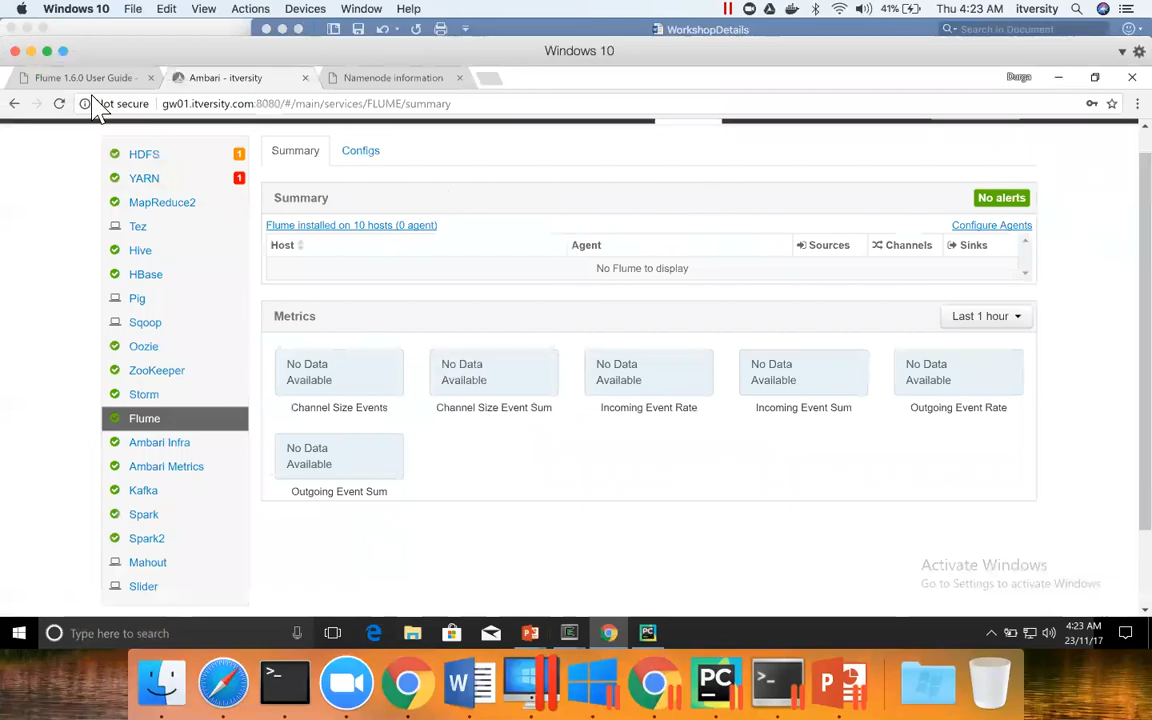 Windows 10 File Edit View Actions Devices Window Help 41% Thu 4:23 AM itversity
WorkshopDetails Search in Document
Windows 10
Flume 1.6.0 User Guide - Ambari - itversity Namenode information Durga
Not secure gw01.itversity.com:8080/#/main/services/FLUME/summary
HDFS 1
YARN 1
MapReduce2
Tez
Hive
HBase
Pig
Sqoop
Oozie
ZooKeeper
Storm
Flume
Ambari Infra
Ambari Metrics
Kafka
Spark
Spark2
Mahout
Slider
Summary Configs
Summary No alerts
Flume installed on 10 hosts (0 agent) Configure Agents
Host Agent Sources Channels Sinks
No Flume to display
Metrics Last 1 hour
No Data Available
Channel Size Events
No Data Available
Channel Size Event Sum
No Data Available
Incoming Event Rate
No Data Available
Incoming Event Sum
No Data Available
Outgoing Event Rate
No Data Available
Outgoing Event Sum
Activate Windows
Go to Settings to activate Windows
Type here to search
4:23 AM
23/11/17